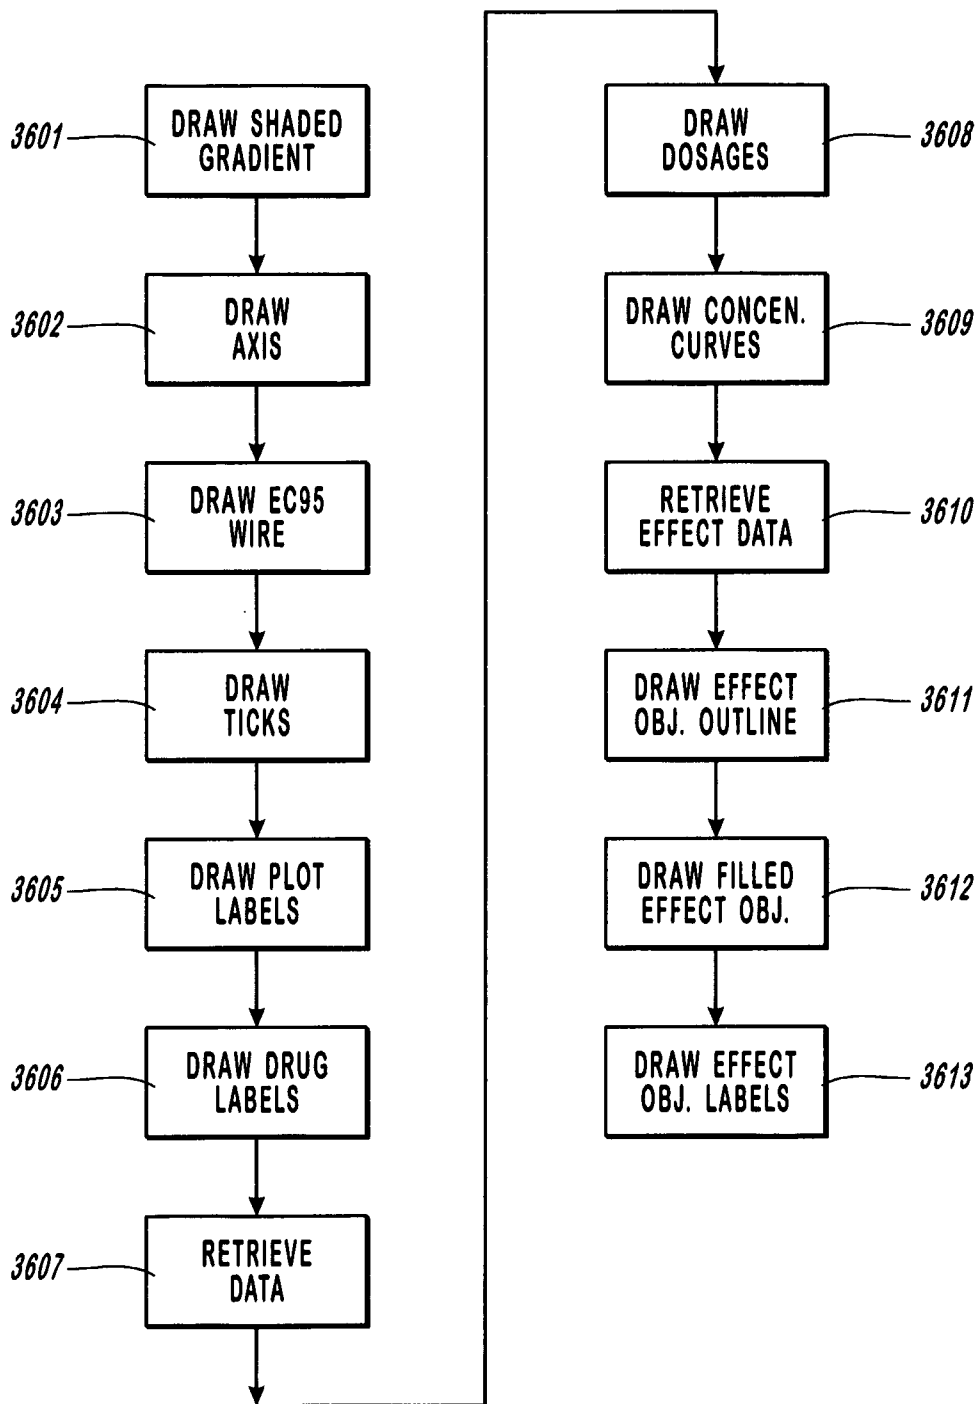 3601
DRAW SHADED
GRADIENT
3602
DRAW
AXIS
3603
DRAW EC95
WIRE
3604
DRAW
TICKS
3605
DRAW PLOT
LABELS
3606
DRAW DRUG
LABELS
3607
RETRIEVE
DATA
DRAW
DOSAGES
3608
DRAW CONCEN.
CURVES
3609
RETRIEVE
EFFECT DATA
3610
DRAW EFFECT
OBJ. OUTLINE
3611
DRAW FILLED
EFFECT OBJ.
3612
DRAW EFFECT
OBJ. LABELS
3613